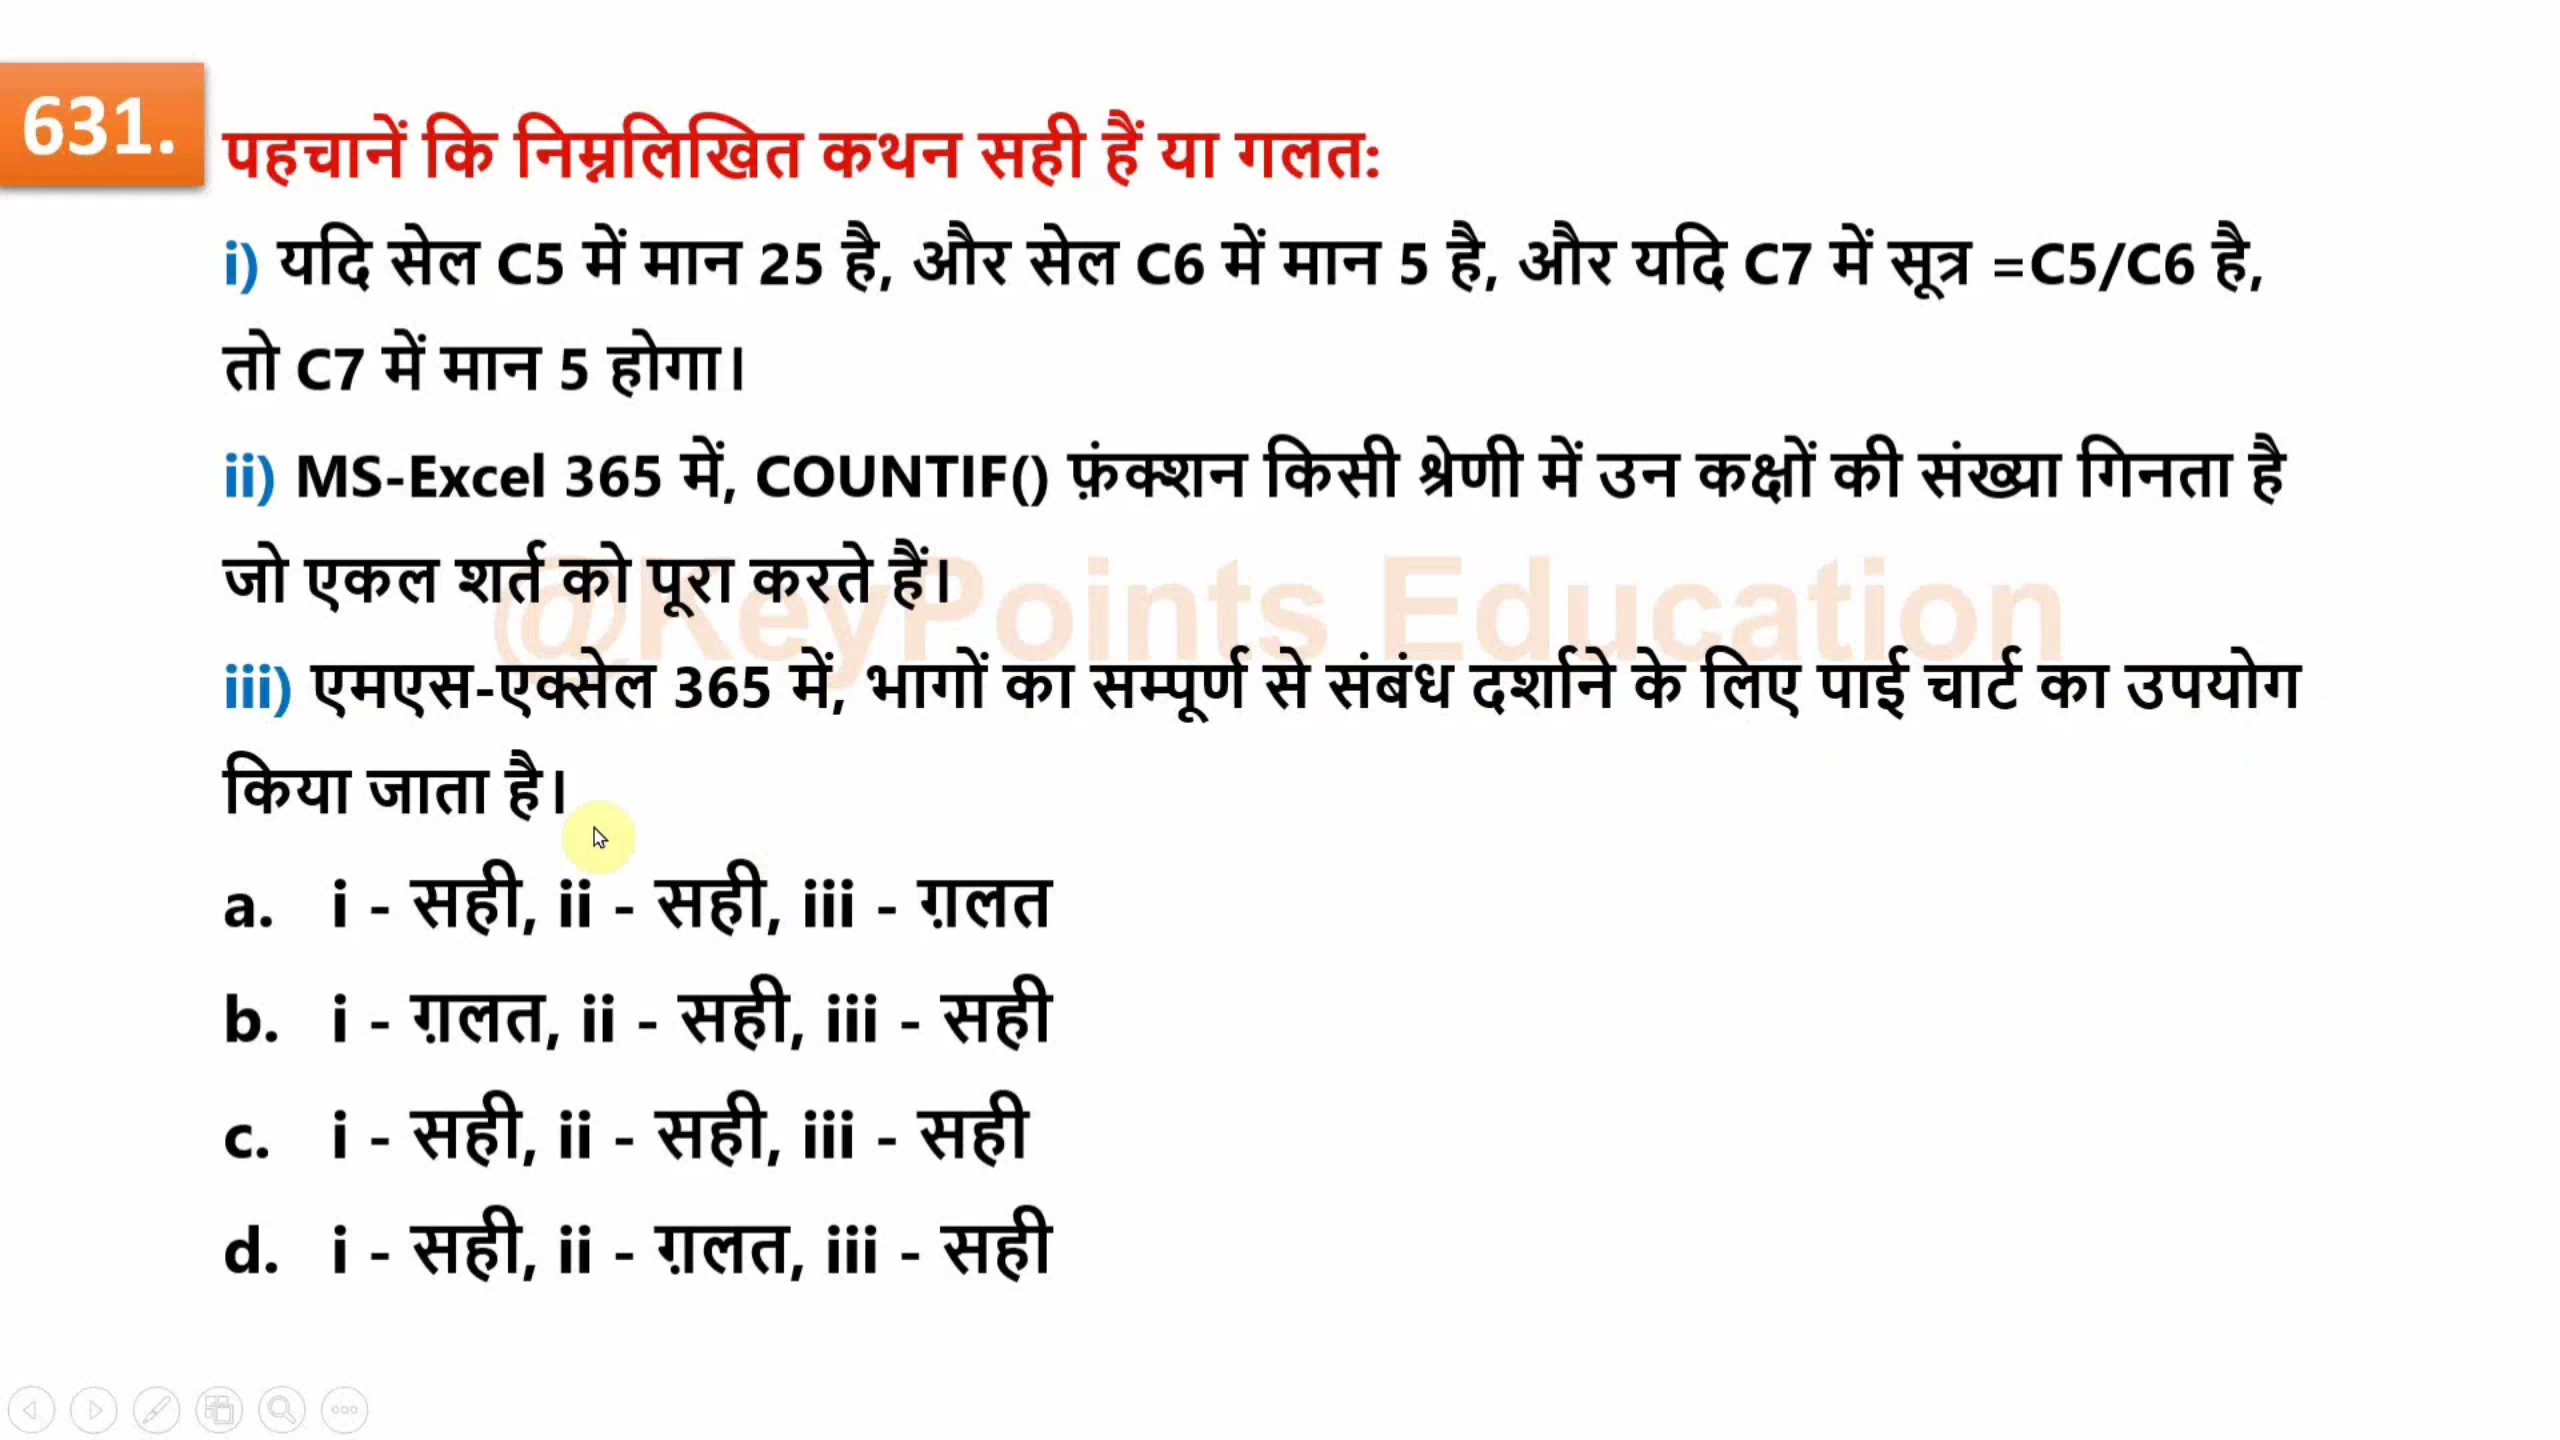 631.
पहचानें कि निम्नलिखित कथन सही हैं या गलत:
i) यदि सेल C5 में मान 25 है, और सेल C6 में मान 5 है, और यदि C7 में सूत्र =C5/C6 है,
तो C7 में मान 5 होगा।
ii) MS-Excel 365 में, COUNTIF() फ़ंक्शन किसी श्रेणी में उन कक्षों की संख्या गिनता है
जो एकल शर्त को पूरा करते हैं।
@KeyPoints Education
iii) एमएस-एक्सेल 365 में, भागों का सम्पूर्ण से संबंध दर्शाने के लिए पाई चार्ट का उपयोग
किया जाता है।
a. i - सही, ii - सही, iii - ग़लत
b. i - ग़लत, ii - सही, iii - सही
c. i - सही, ii - सही, iii - सही
d. i - सही, ii - ग़लत, iii - सही